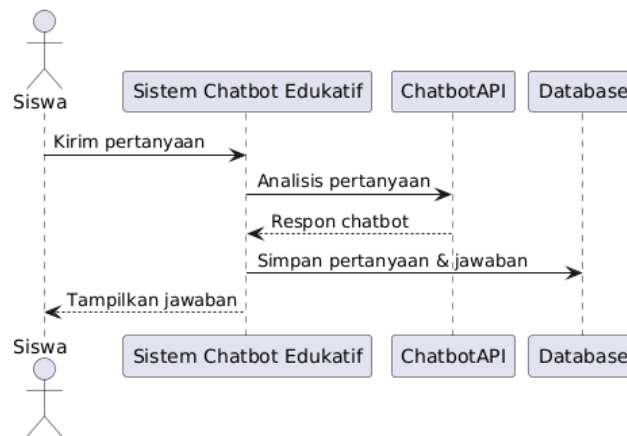 Siswa
Sistem Chatbot Edukatif
ChatbotAPI
Database
Kirim pertanyaan
Analisis pertanyaan
Respon chatbot
Simpan pertanyaan & jawaban
Tampilkan jawaban
Siswa
Sistem Chatbot Edukatif
ChatbotAPI
Database